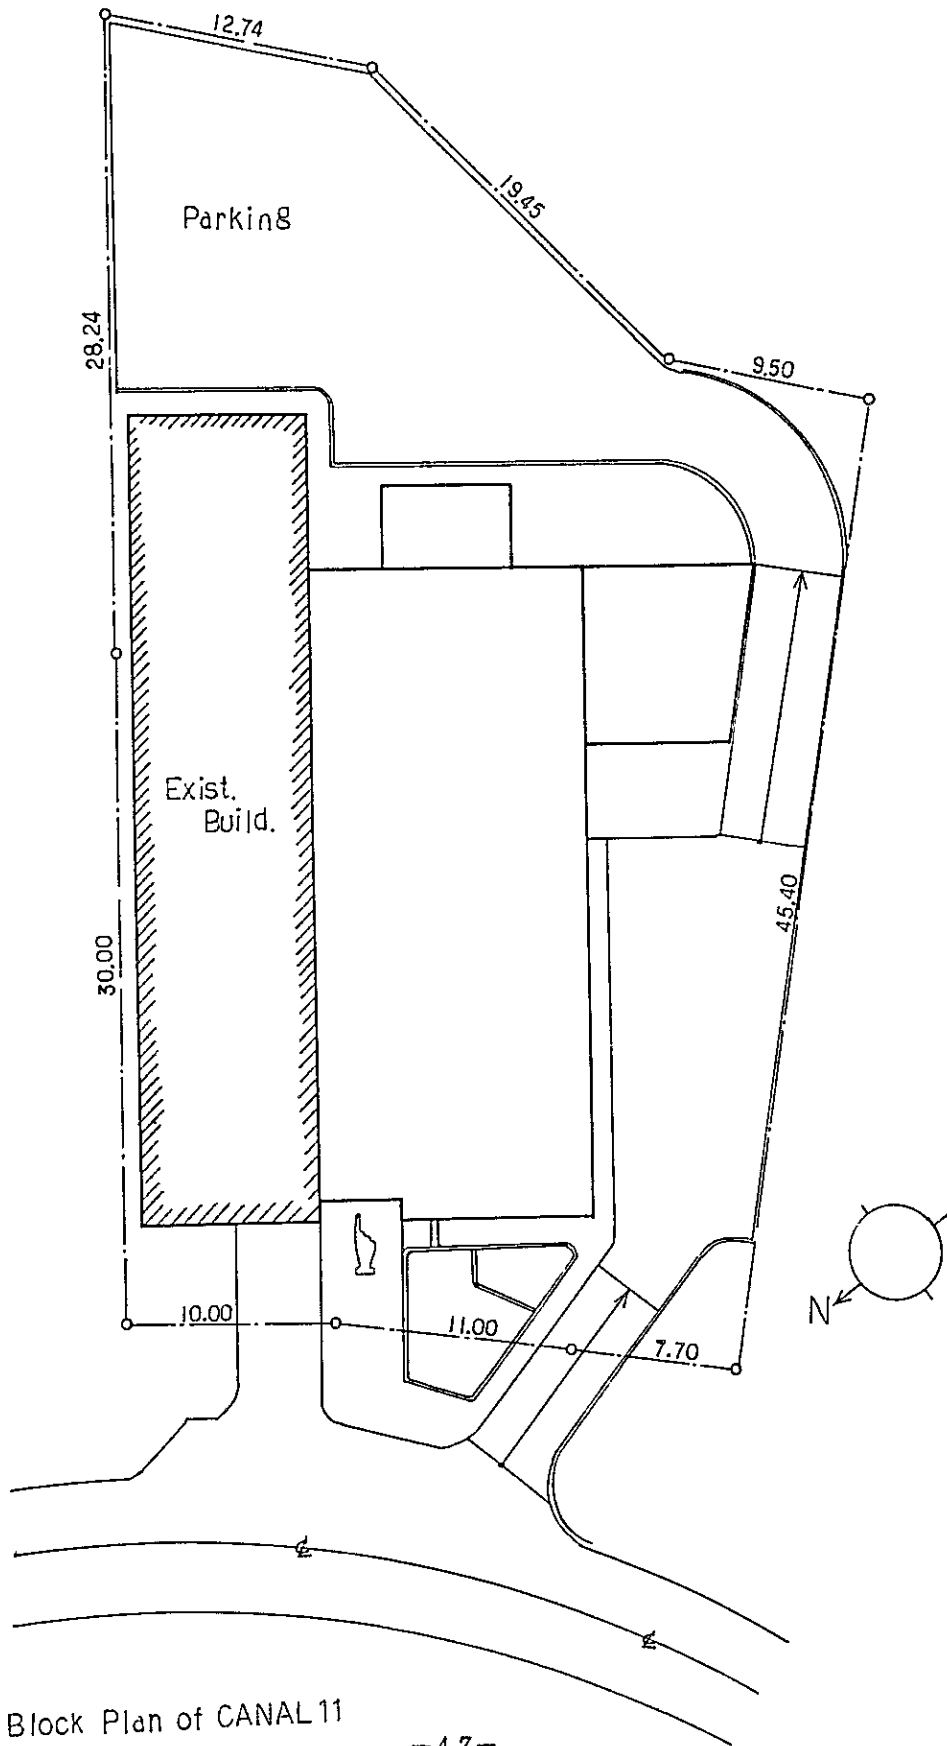 12.74
19.45
Parking
28.24
9.50
Exist.
Build.
45.40
30.00
N
10.00
11.00
7.70
℄
℄
Block Plan of CANAL 11
-47-